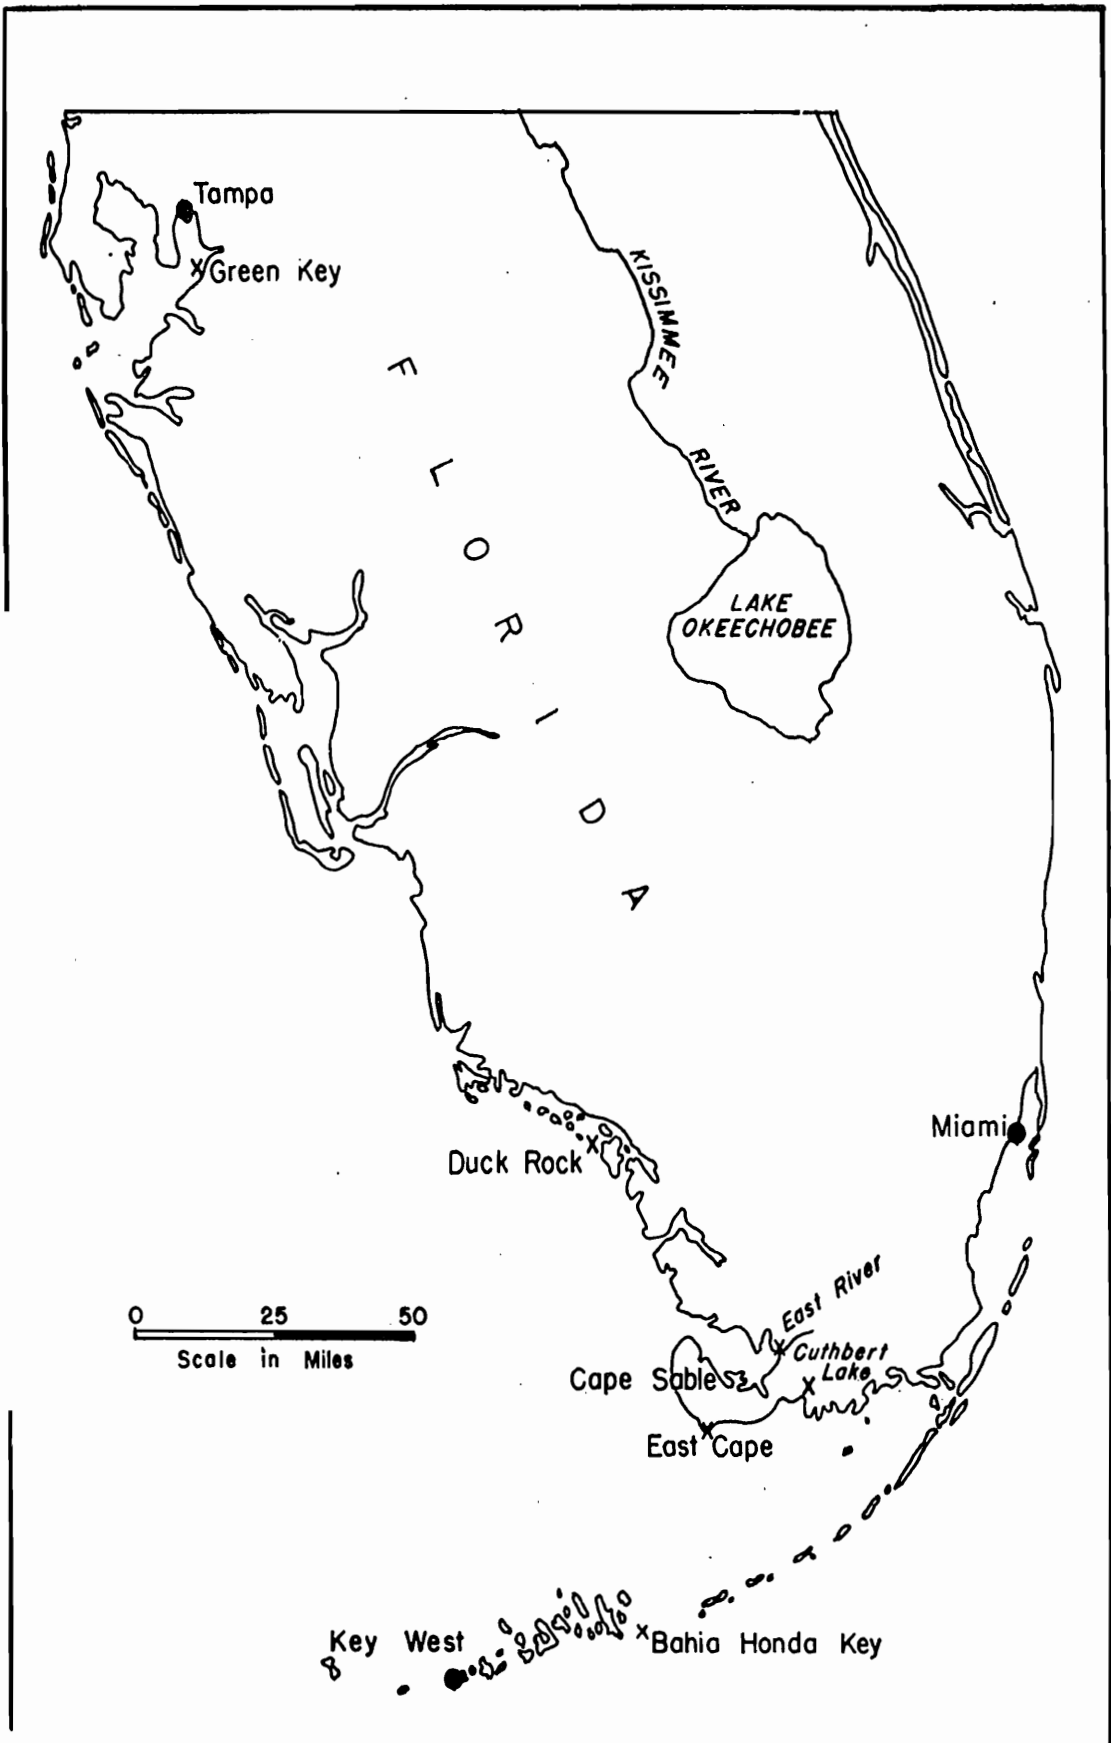 Tampa
Green Key
KISSIMMEE
RIVER
FLORIDA
LAKE
OKEECHOBEE
Miami
Duck Rock
East River
0 25 50
Scale in Miles
Cuthbert
Lake
Cape Sable
East Cape
Key West
Bahia Honda Key